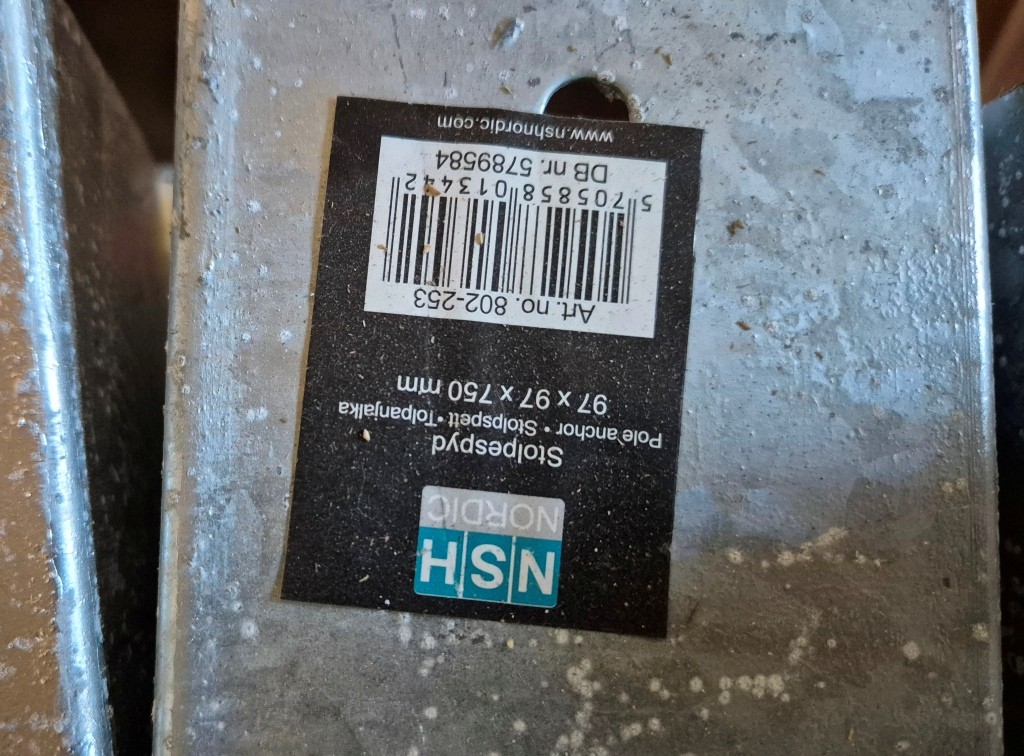 NSH
NORDIC
Stolpespyd
Pole anchor • Stolpspett • Tolpanjalka
97 x 97 x 750 mm
Art. no. 802-253
5 705858 013442
DB nr. 5789584
www.nshnordic.com